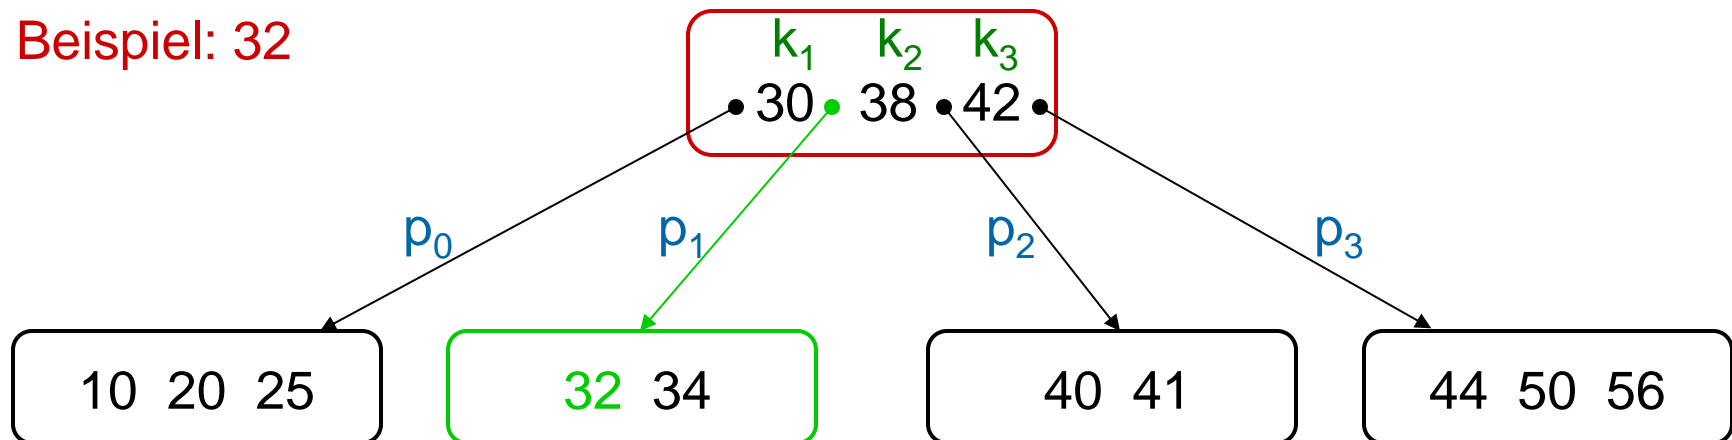 Beispiel: 32
k₁ k₂ k₃
30 38 42
p₀ p₁ p₂ p₃
10 20 25 32 34 40 41 44 50 56